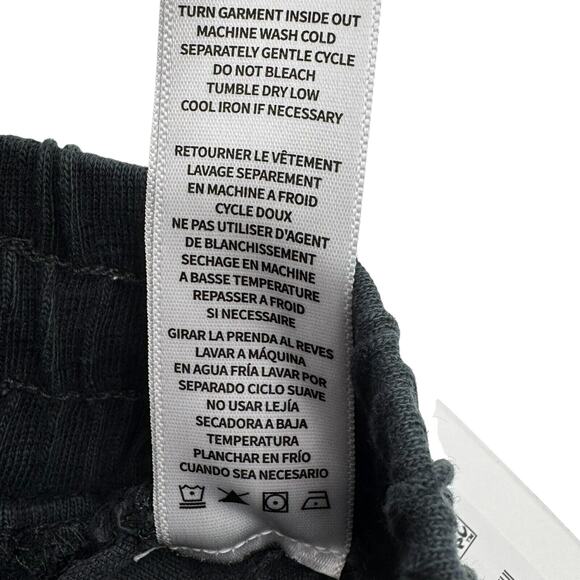 TURN GARMENT INSIDE OUT
MACHINE WASH COLD
SEPARATELY GENTLE CYCLE
DO NOT BLEACH
TUMBLE DRY LOW
COOL IRON IF NECESSARY
RETOURNER LE VÊTEMENT
LAVAGE SEPAREMENT
EN MACHINE A FROID
CYCLE DOUX
NE PAS UTILISER D'AGENT
DE BLANCHISSEMENT
SECHAGE EN MACHINE
A BASSE TEMPERATURE
REPASSER A FROID
SI NECESSAIRE
GIRAR LA PRENDA AL REVES
LAVAR A MÁQUINA
EN AGUA FRÍA LAVAR POR
SEPARADO CICLO SUAVE
NO USAR LEJÍA
SECADORA A BAJA
TEMPERATURA
PLANCHAR EN FRÍO
CUANDO SEA NECESARIO